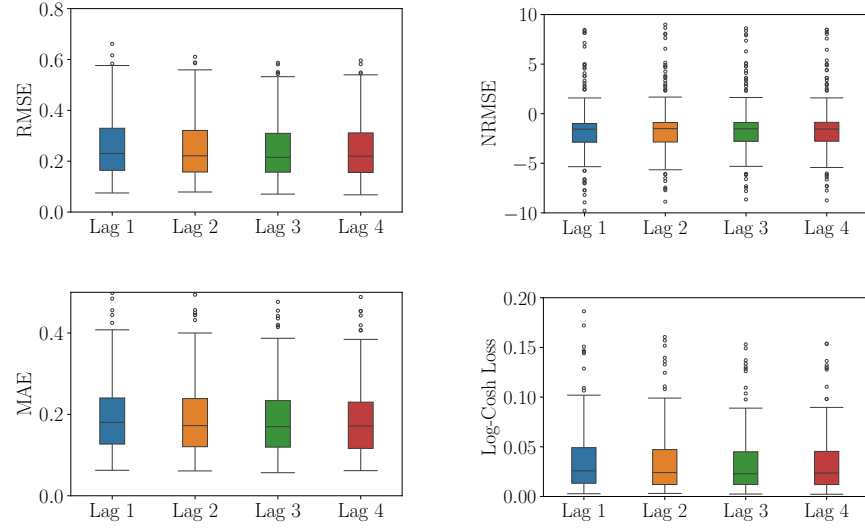 RMSE
0.8
0.6
0.4
0.2
0.0
Lag 1 Lag 2 Lag 3 Lag 4
NRMSE
10
5
0
−5
−10
Lag 1 Lag 2 Lag 3 Lag 4
MAE
0.4
0.2
0.0
Lag 1 Lag 2 Lag 3 Lag 4
Log-Cosh Loss
0.20
0.15
0.10
0.05
0.00
Lag 1 Lag 2 Lag 3 Lag 4